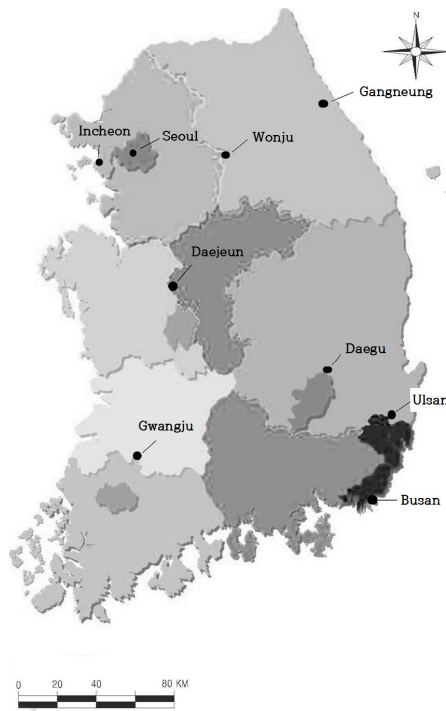 N
Gangneung
Incheon
Seoul
Wonju
Daejeun
Daegu
Ulsan
Gwangju
Busan
0 20 40 80 KM